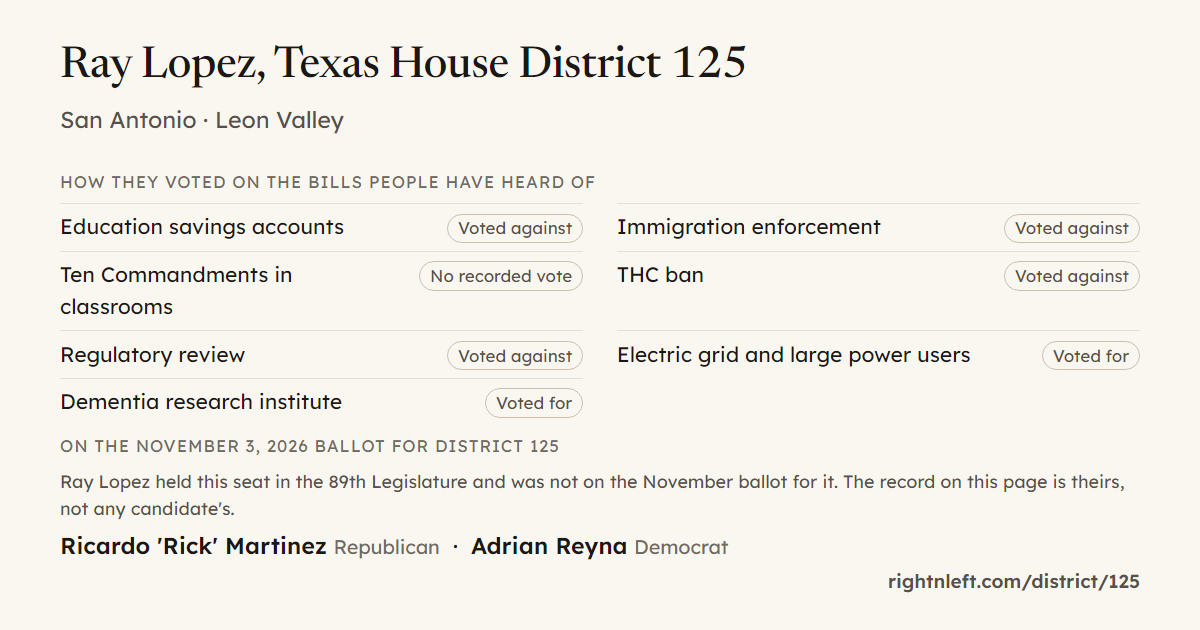 Ray Lopez, Texas House District 125
San Antonio · Leon Valley
HOW THEY VOTED ON THE BILLS PEOPLE HAVE HEARD OF
Education savings accounts Voted against
Immigration enforcement Voted against
Ten Commandments in No recorded vote
classrooms
THC ban Voted against
Regulatory review Voted against
Electric grid and large power users Voted for
Dementia research institute Voted for
ON THE NOVEMBER 3, 2026 BALLOT FOR DISTRICT 125
Ray Lopez held this seat in the 89th Legislature and was not on the November ballot for it. The record on this page is theirs,
not any candidate's.
Ricardo 'Rick' Martinez Republican · Adrian Reyna Democrat
rightnleft.com/district/125